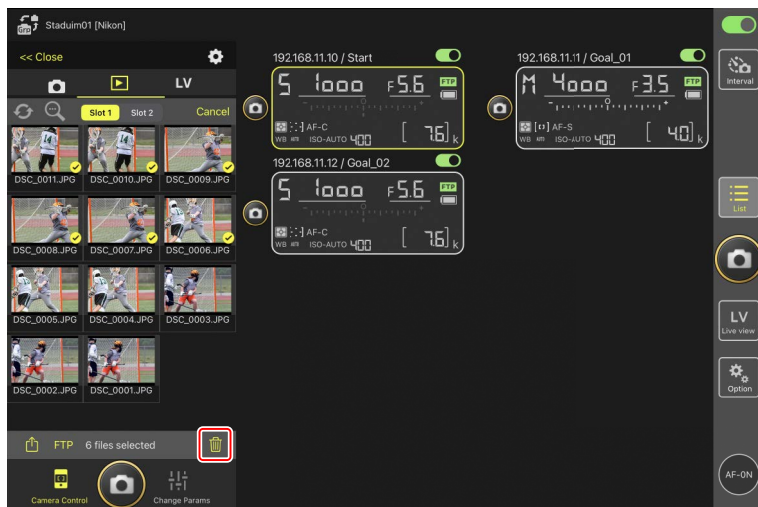 Grp Staduim01 [Nikon]
<< Close
LV
Slot 1 Slot 2 Cancel
DSC_0011.JPG DSC_0010.JPG DSC_0009.JPG
DSC_0008.JPG DSC_0007.JPG DSC_0006.JPG
DSC_0005.JPG DSC_0004.JPG DSC_0003.JPG
DSC_0002.JPG DSC_0001.JPG
FTP 6 files selected
Camera Control Change Params
192.168.11.10 / Start
S 1000 F5.6 FTP
- +
AF-C
WB AUTO ISO-AUTO 400 [ 7.6] k
192.168.11.11 / Goal_01
M 4000 F3.5 FTP
- +
AF-S
WB AUTO ISO-AUTO 400 [ 4.0] k
192.168.11.12 / Goal_02
S 1000 F5.6 FTP
- +
AF-C
WB AUTO ISO-AUTO 400 [ 7.6] k
Interval
List
LV
Live view
Option
AF-ON